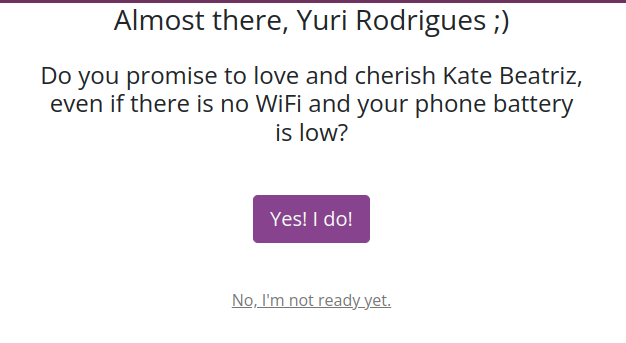 Almost there, Yuri Rodrigues ;)
Do you promise to love and cherish Kate Beatriz,
even if there is no WiFi and your phone battery
is low?
Yes! I do!
No, I'm not ready yet.